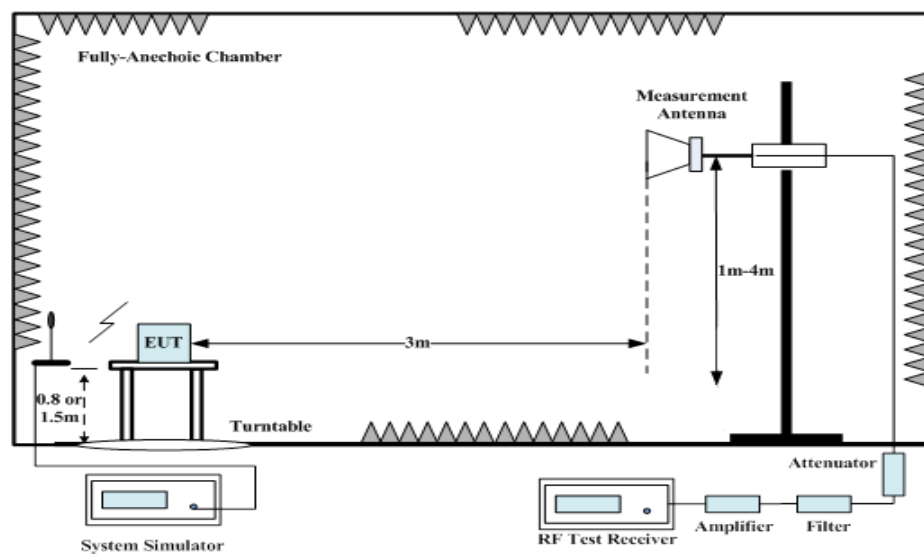 Fully-Anechoic Chamber
Measurement
Antenna
1m-4m
EUT
3m
0.8 or
1.5m
Turntable
Attenuator
System Simulator
RF Test Receiver
Amplifier
Filter